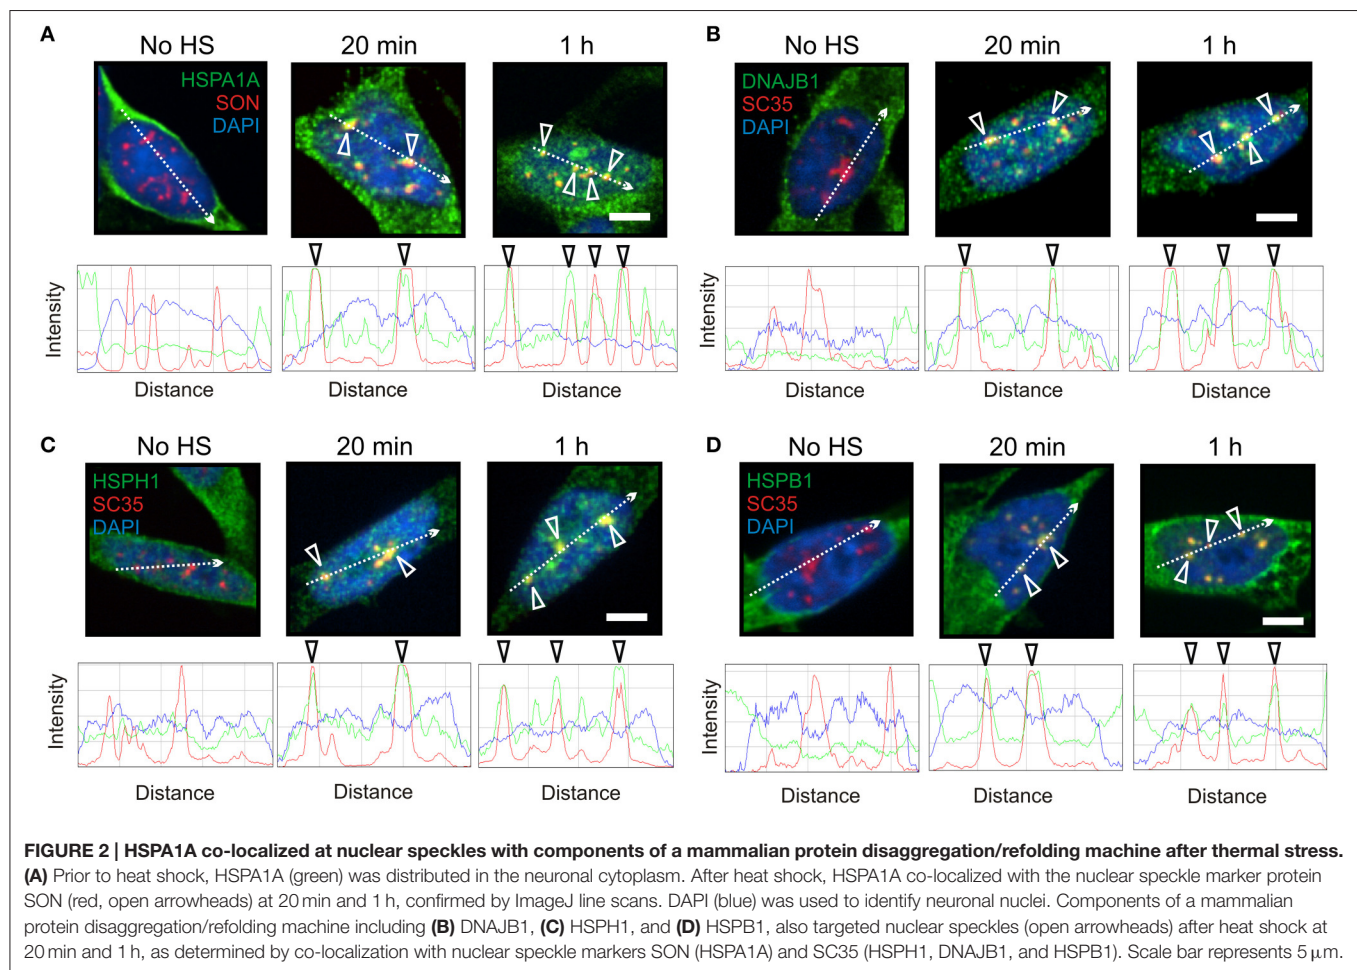 A
No HS
20 min
1 h
HSPA1A
SON
DAPI
Intensity
Distance
Distance
Distance
B
No HS
20 min
1 h
DNAJB1
SC35
DAPI
Intensity
Distance
Distance
Distance
C
No HS
20 min
1 h
HSPH1
SC35
DAPI
Intensity
Distance
Distance
Distance
D
No HS
20 min
1 h
HSPB1
SC35
DAPI
Intensity
Distance
Distance
Distance
FIGURE 2 | HSPA1A co-localized at nuclear speckles with components of a mammalian protein disaggregation/refolding machine after thermal stress.
(A) Prior to heat shock, HSPA1A (green) was distributed in the neuronal cytoplasm. After heat shock, HSPA1A co-localized with the nuclear speckle marker protein
SON (red, open arrowheads) at 20 min and 1 h, confirmed by ImageJ line scans. DAPI (blue) was used to identify neuronal nuclei. Components of a mammalian
protein disaggregation/refolding machine including (B) DNAJB1, (C) HSPH1, and (D) HSPB1, also targeted nuclear speckles (open arrowheads) after heat shock at
20 min and 1 h, as determined by co-localization with nuclear speckle markers SON (HSPA1A) and SC35 (HSPH1, DNAJB1, and HSPB1). Scale bar represents 5 μm.